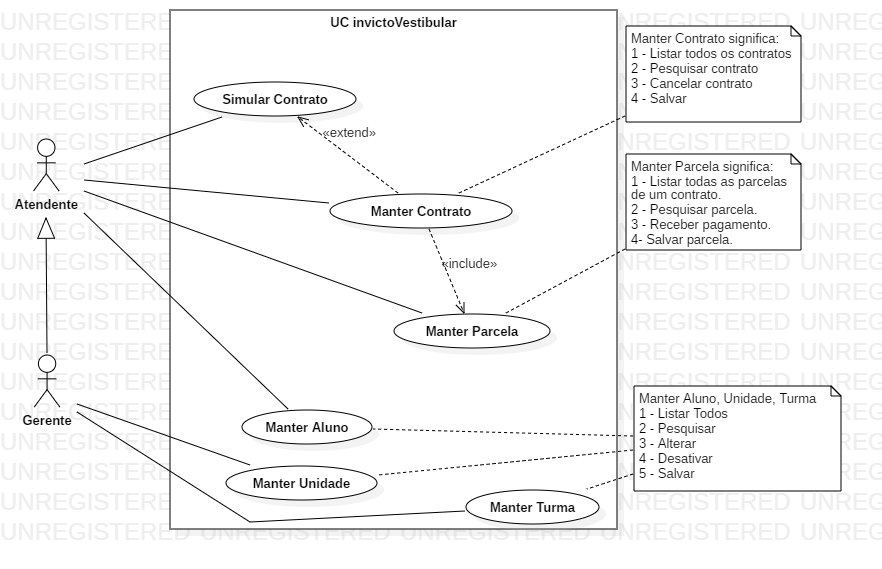 UC invictoVestibular
Manter Contrato significa:
1 - Listar todos os contratos
2 - Pesquisar contrato
3 - Cancelar contrato
4 - Salvar
Simular Contrato
«extend»
Manter Parcela significa:
1 - Listar todas as parcelas
de um contrato.
2 - Pesquisar parcela.
3 - Receber pagamento.
4- Salvar parcela.
Atendente
Manter Contrato
«include»
Manter Parcela
Gerente
Manter Aluno, Unidade, Turma
1 - Listar Todos
2 - Pesquisar
3 - Alterar
4 - Desativar
5 - Salvar
Manter Aluno
Manter Unidade
Manter Turma
UNREGISTERED UNREGISTERED UNREGISTERED UNREGISTERED UNREGISTERED